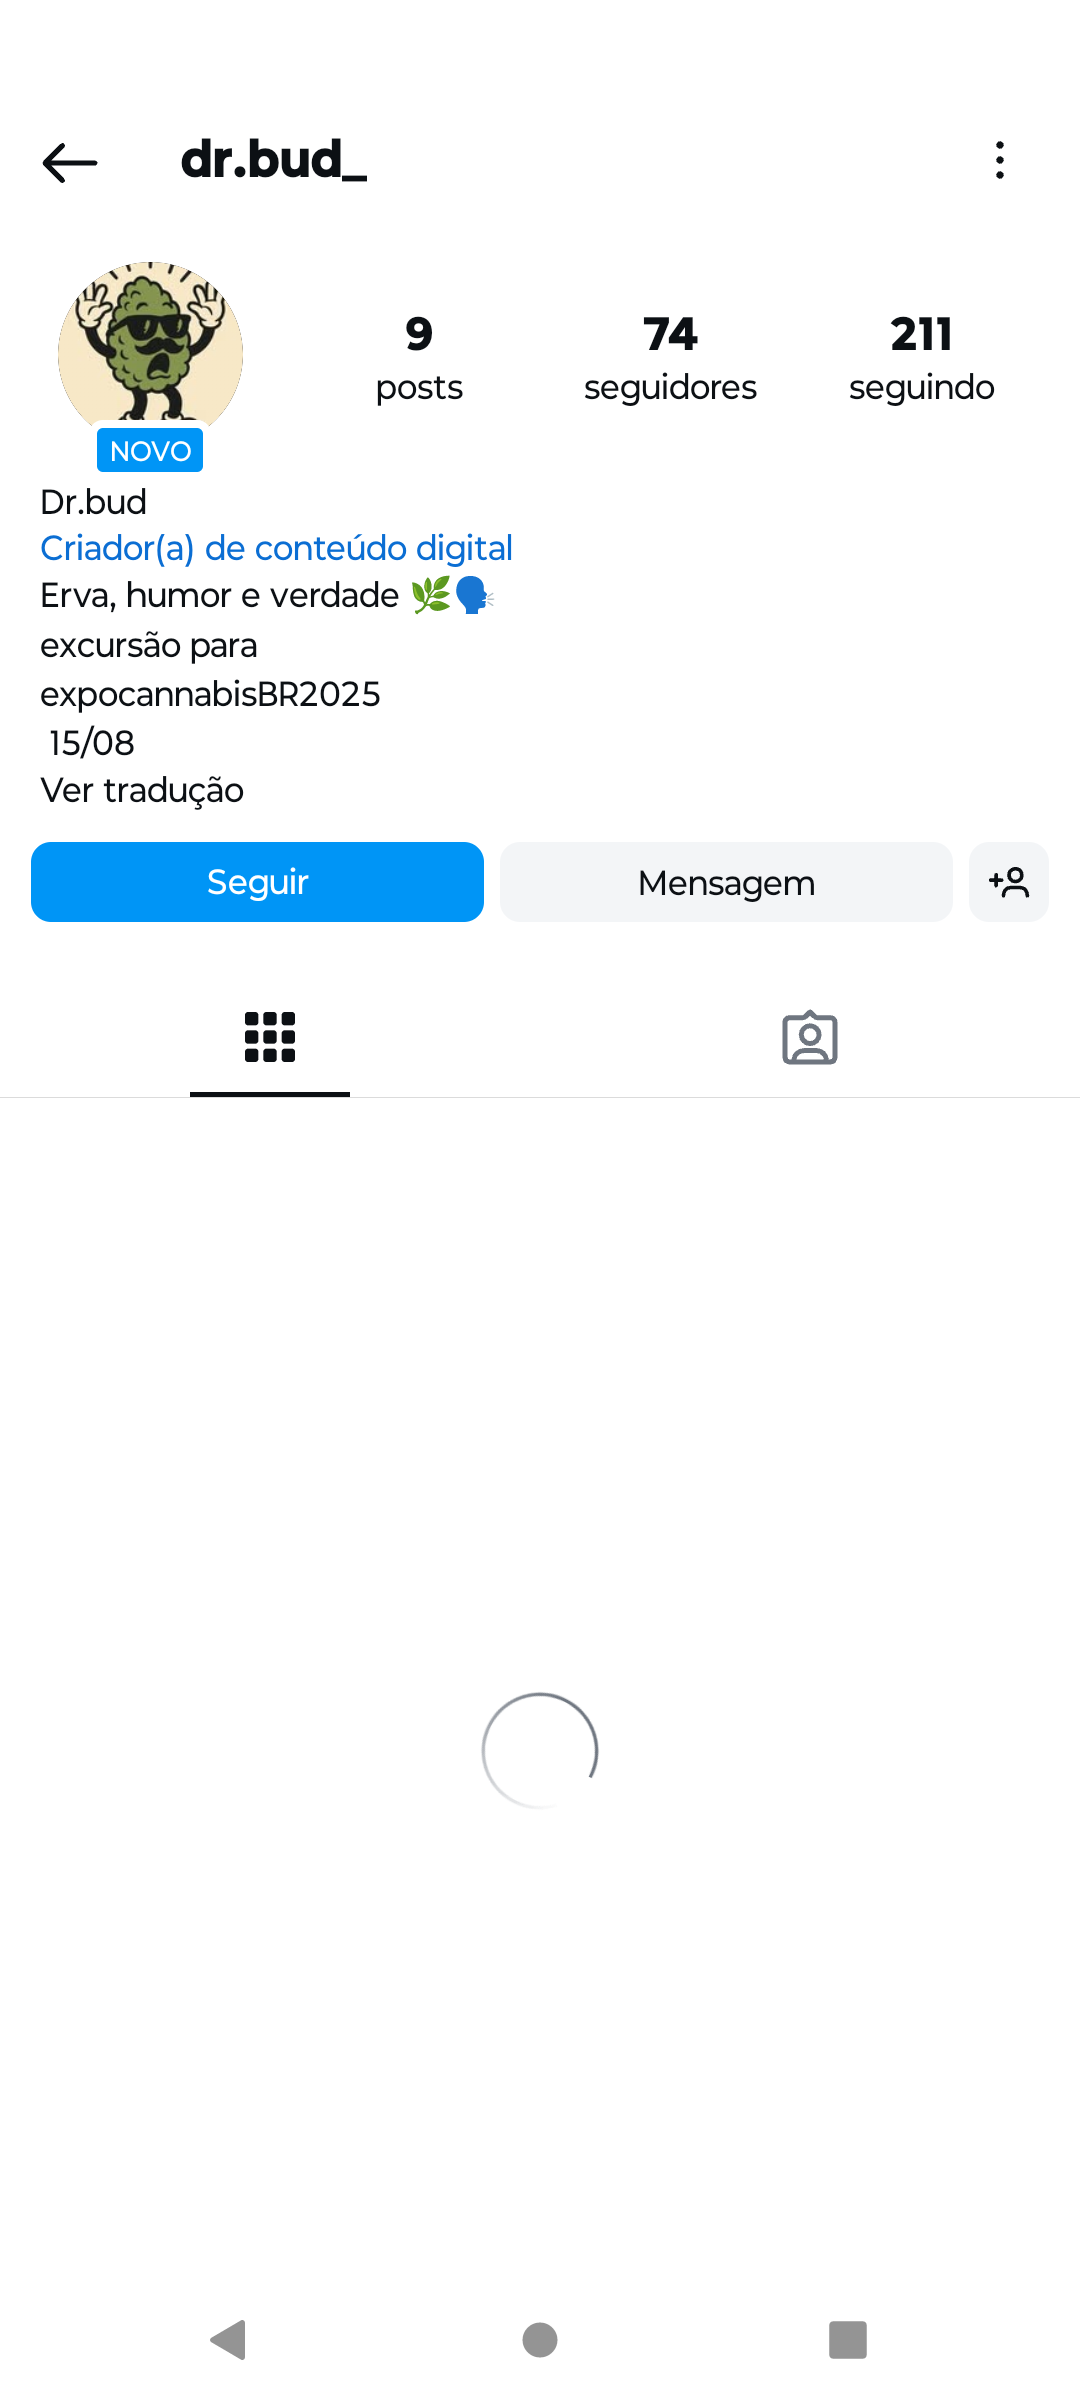 dr.bud_
9
posts
74
seguidores
211
seguindo
NOVO
Dr.bud
Criador(a) de conteúdo digital
Erva, humor e verdade 🌿🗣️
excursão para
expocannabisBR2025
15/08
Ver tradução
Seguir
Mensagem